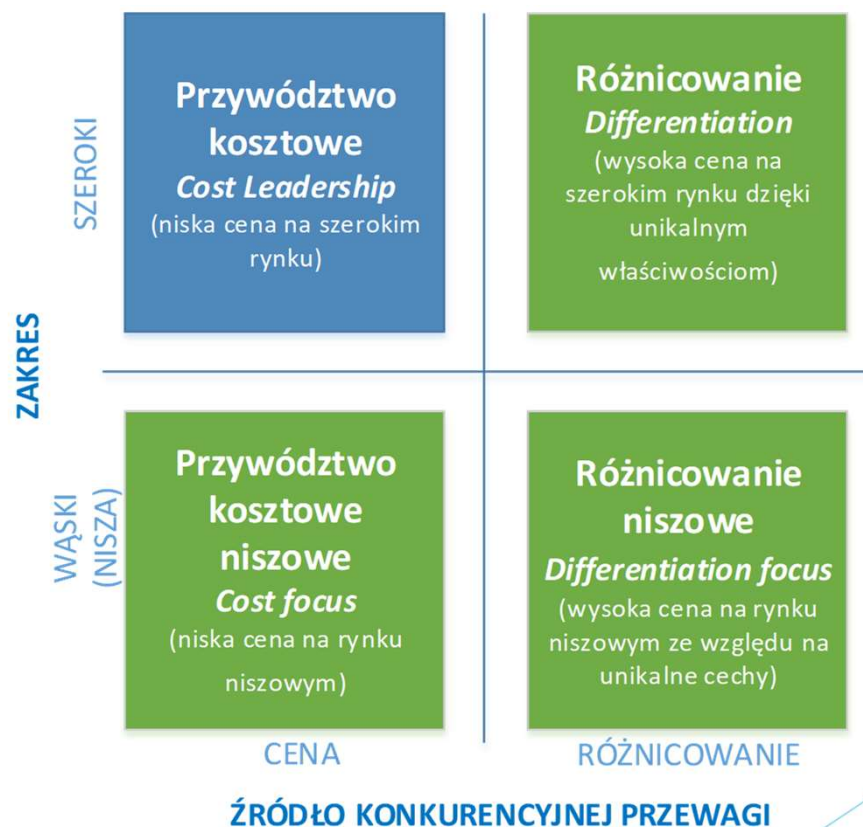 SZEROKI
Przywództwo
kosztowe
Cost Leadership
(niska cena na szerokim
rynku)
Różnicowanie
Differentiation
(wysoka cena na
szerokim rynku dzięki
unikalnym
właściwościom)
ZAKRES
WĄSKI
(NISZA)
Przywództwo
kosztowe
niszowe
Cost focus
(niska cena na rynku
niszowym)
Różnicowanie
niszowe
Differentiation focus
(wysoka cena na rynku
niszowym ze względu na
unikalne cechy)
CENA
RÓŻNICOWANIE
ŹRÓDŁO KONKURENCYJNEJ PRZEWAGI